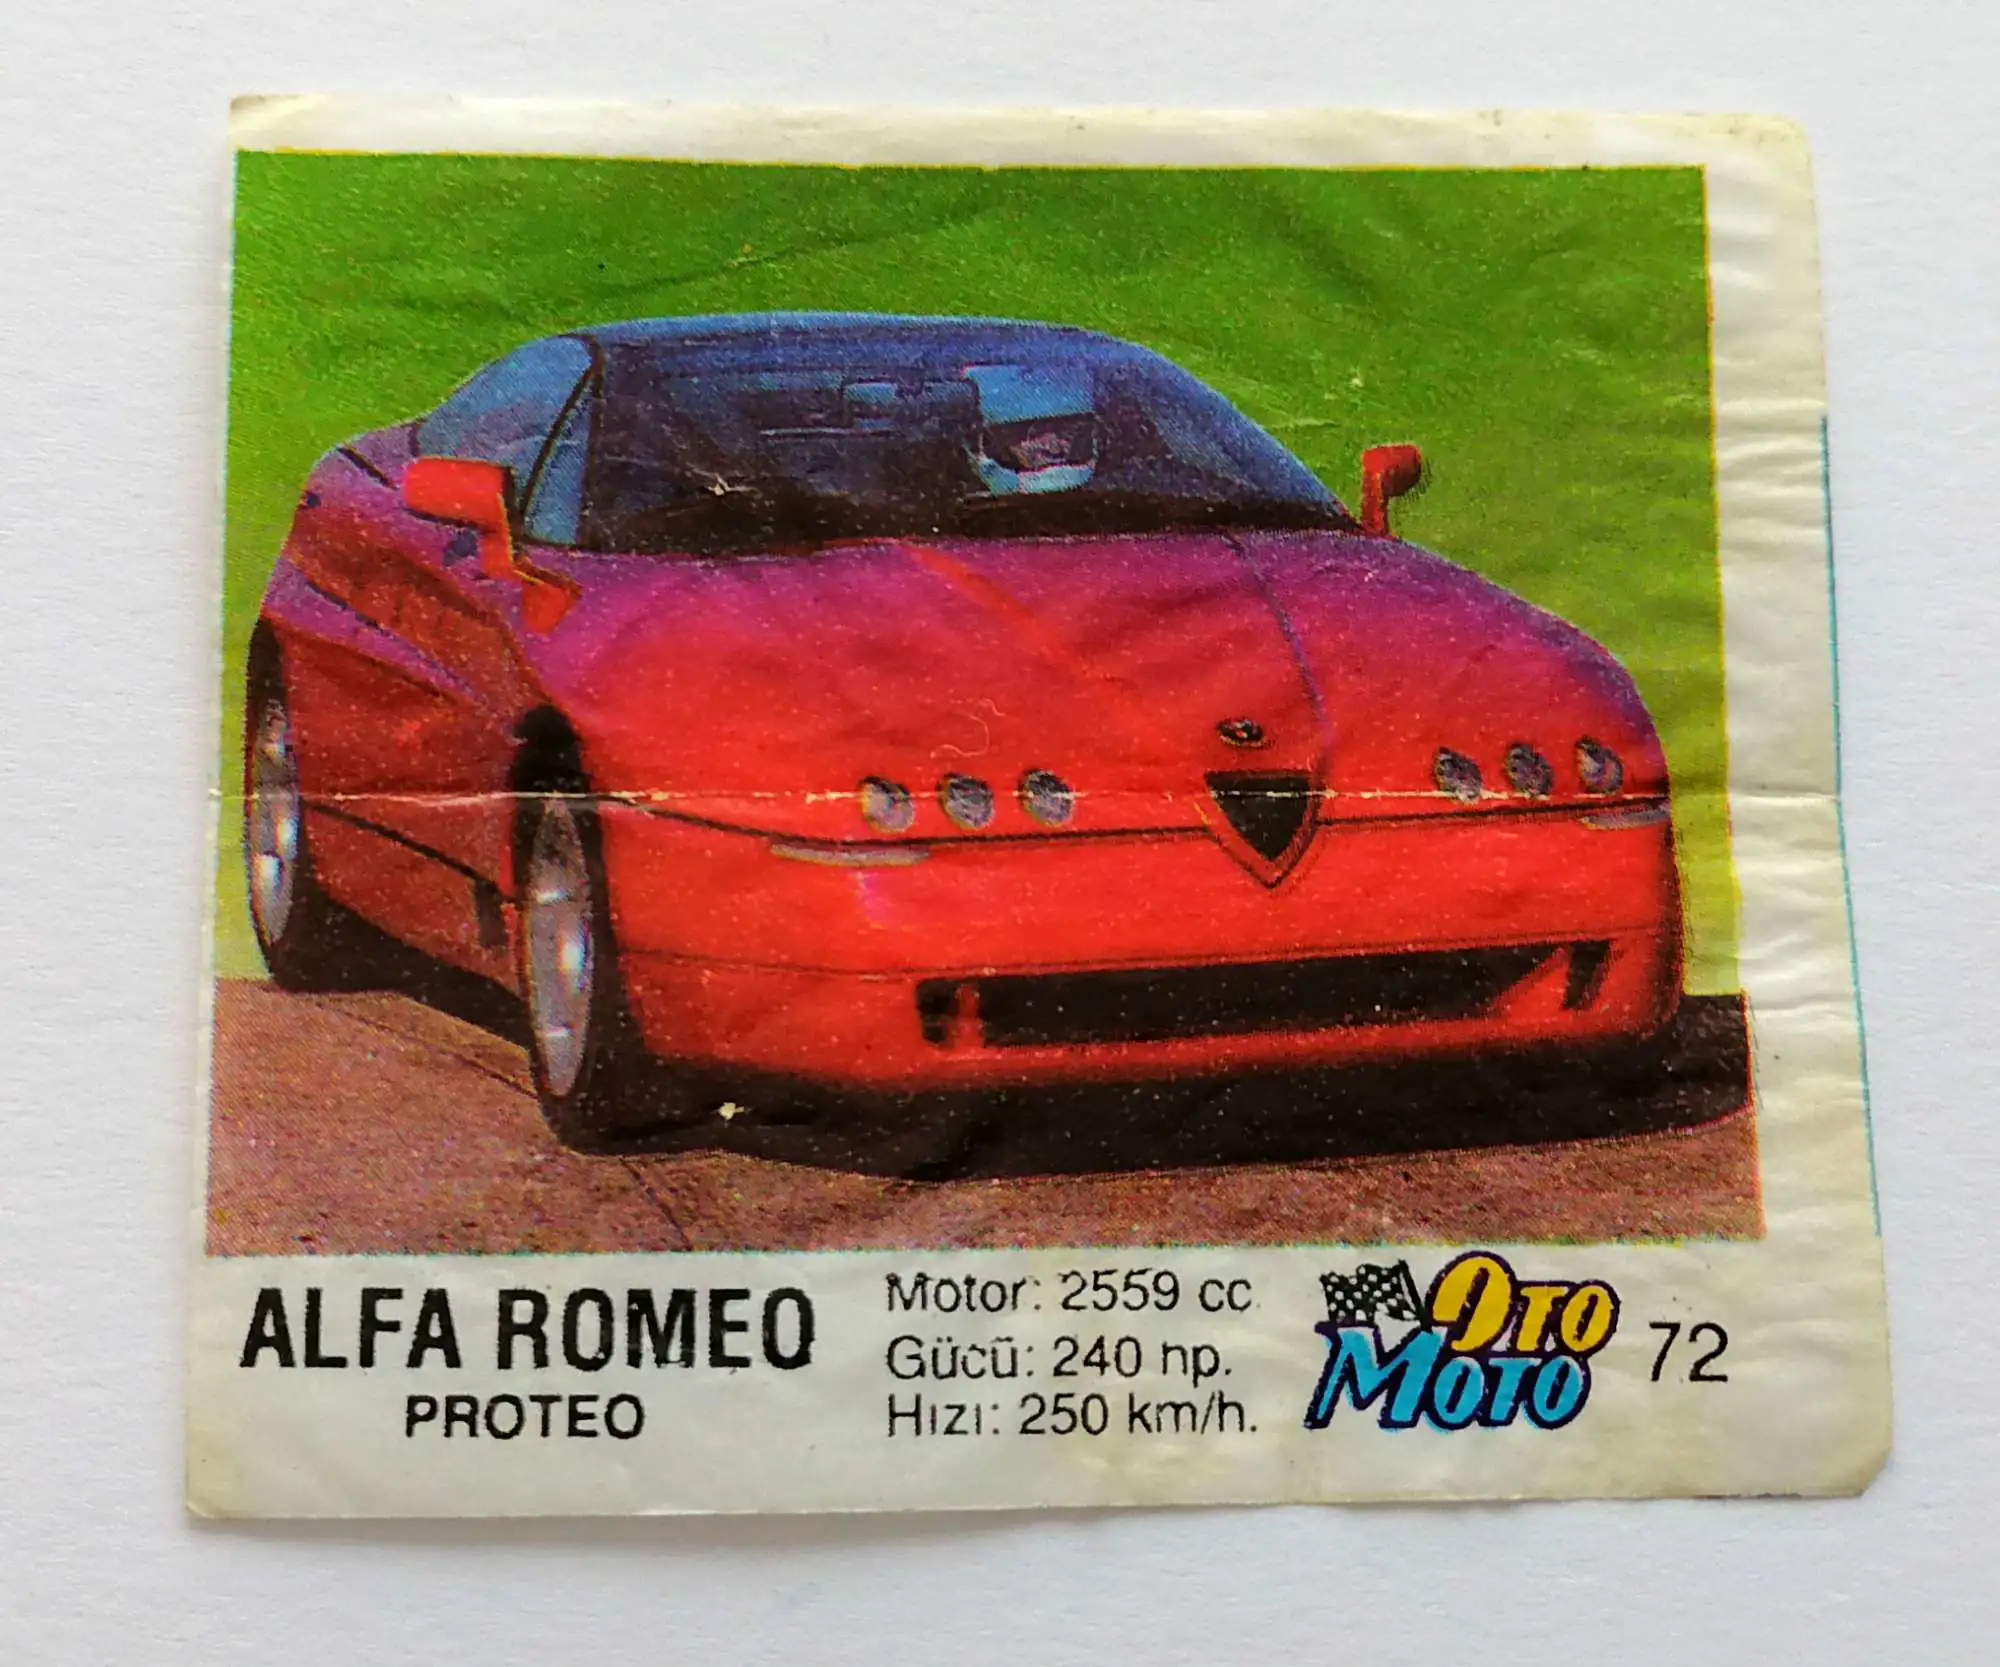 ALFA ROMEO
PROTEO
Motor: 2559 cc.
Gücü: 240 hp.
Hızı: 250 km/h.
OTO
MOTO
72